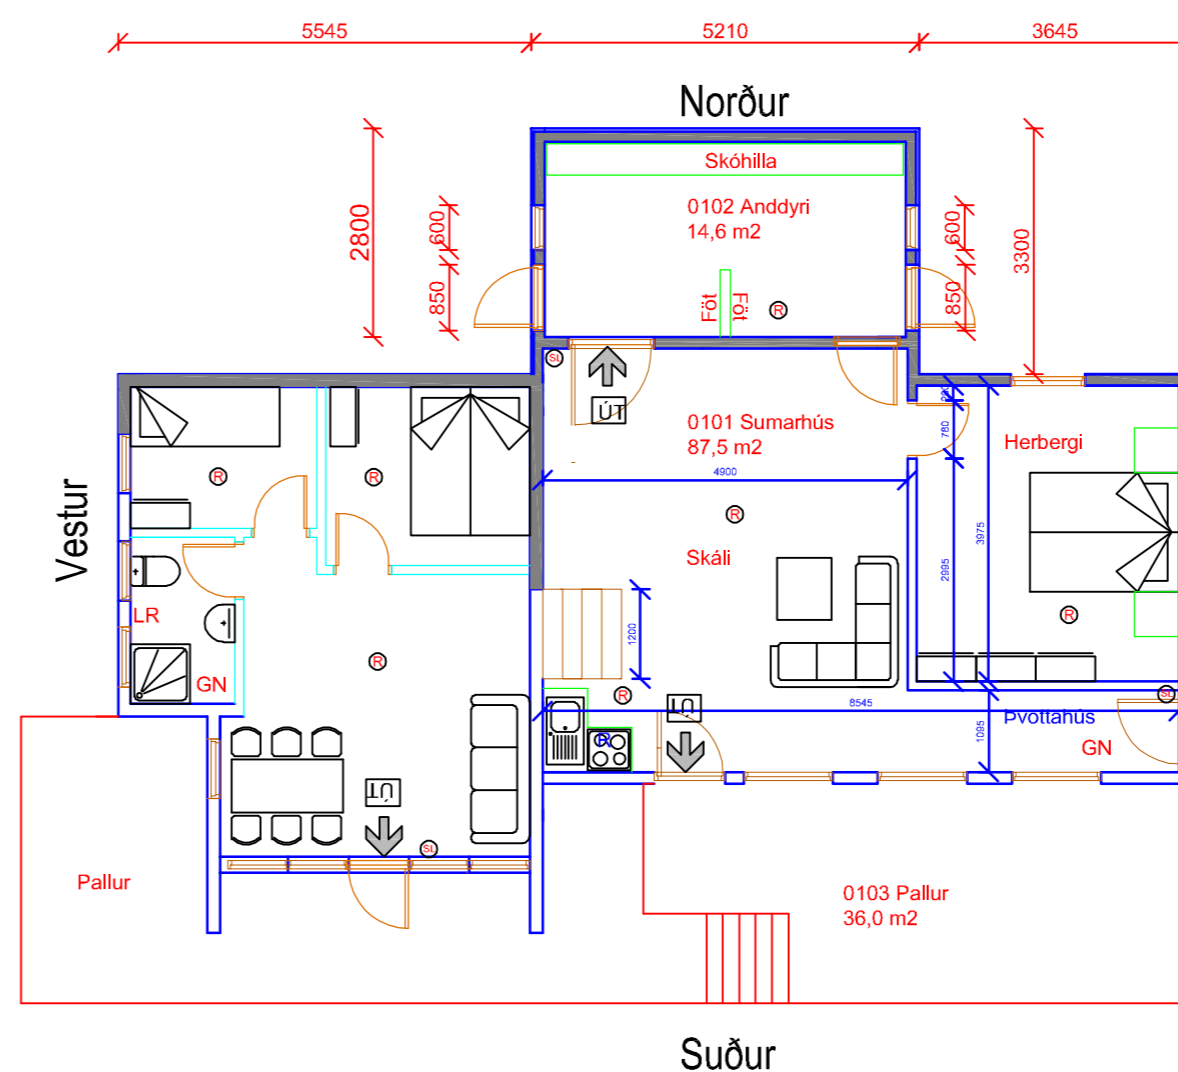 5545
5210
3645
Norður
Skóhilla
0102 Anddyri
14,6 m2
2800
600
850
600
850
3300
Föt
Föt
R
SL
ÚT
0101 Sumarhús
87,5 m2
4900
780
Herbergi
R
R
R
Vestur
Skáli
3975
2995
1200
LR
GN
R
R
R
ÚT
8545
SL
Þvottahús
1095
GN
R
ÚT
SL
Pallur
0103 Pallur
36,0 m2
Suður